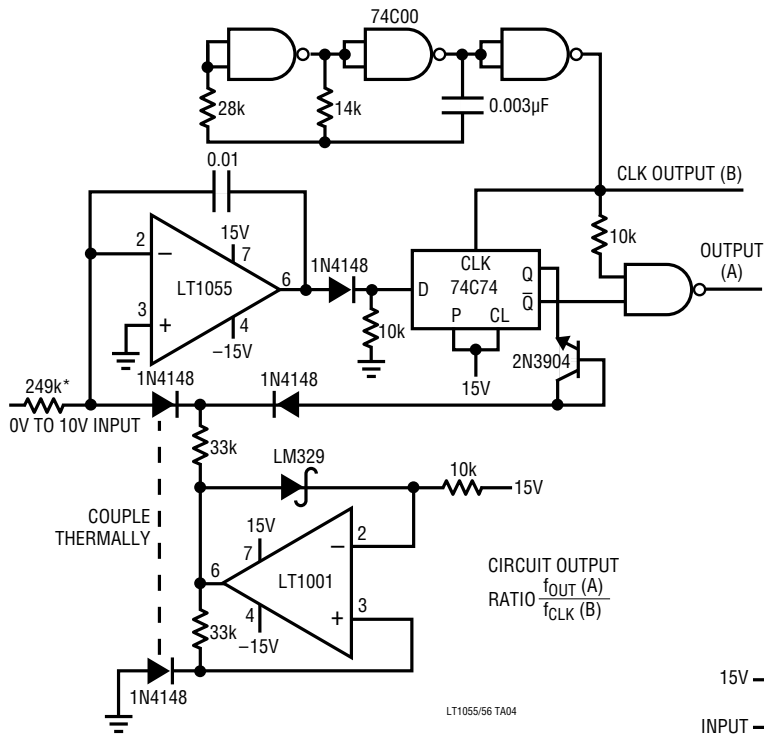 74C00
28k
14k
0.003µF
0.01
CLK OUTPUT (B)
10k
OUTPUT
(A)
15V
2
7
–
6
LT1055
3
+
4
–15V
1N4148
10k
D
CLK
74C74
Q
Q
P
CL
15V
2N3904
249k*
0V TO 10V INPUT
1N4148
1N4148
33k
LM329
10k
15V
COUPLE
THERMALLY
15V
7
2
–
6
LT1001
3
+
4
–15V
33k
1N4148
CIRCUIT OUTPUT
RATIO fOUT (A)
fCLK (B)
LT1055/56 TA04
15V
INPUT